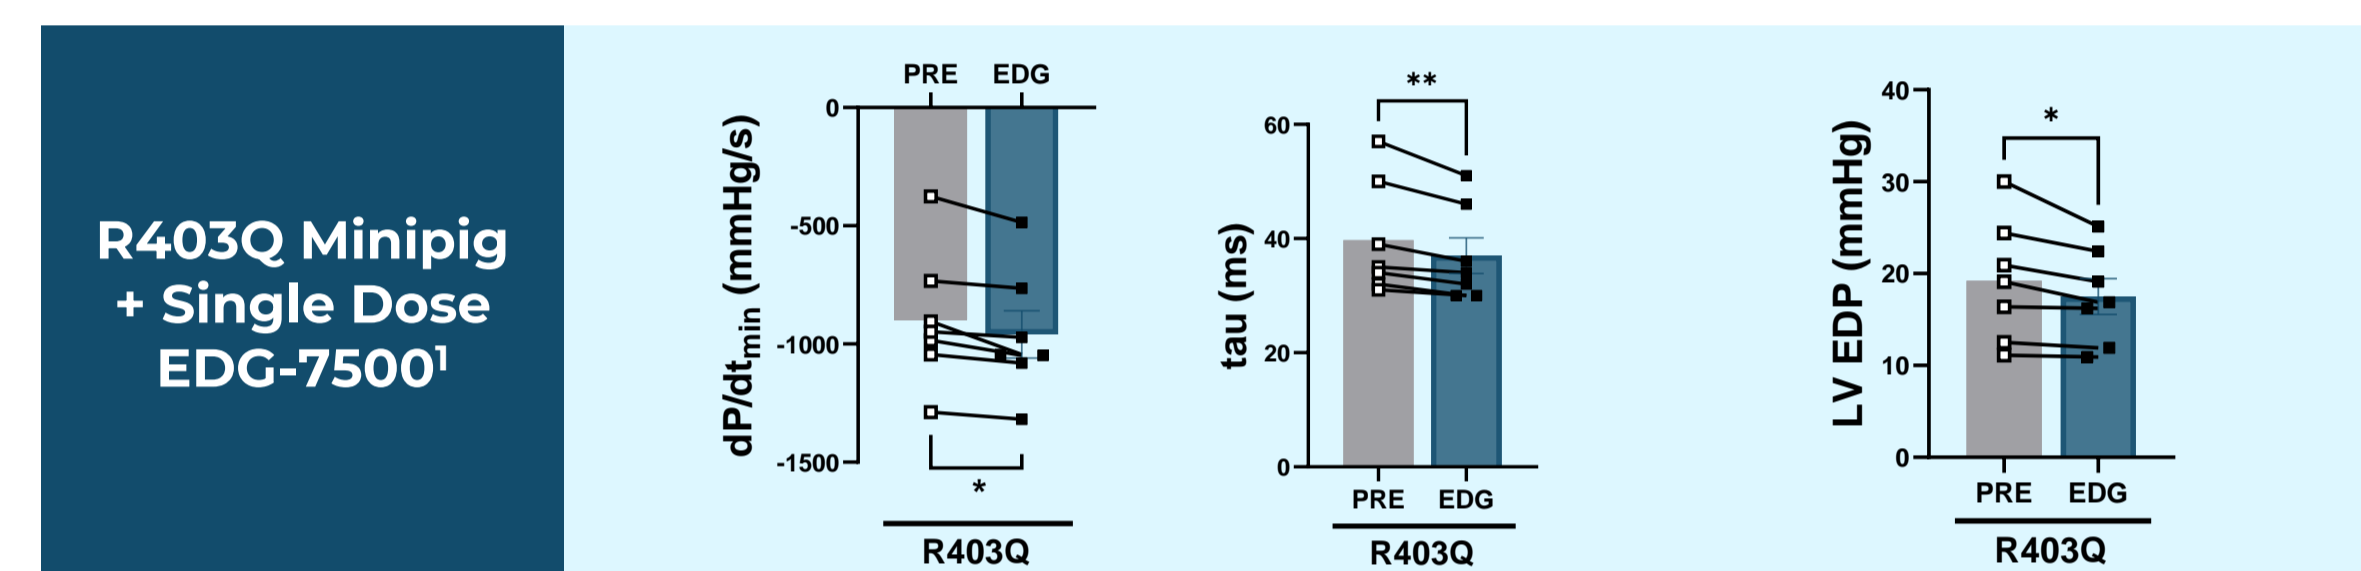 R403Q Minipig
+ Single Dose
EDG-7500¹
PRE EDG
0
-500
-1000
-1500
dP/dtmin (mmHg/s)
*
R403Q
**
60
40
20
0
tau (ms)
PRE EDG
R403Q
*
40
30
20
10
0
LV EDP (mmHg)
PRE EDG
R403Q